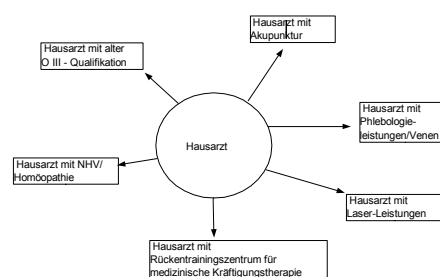 Hausarzt mit
Akupunktur
Hausarzt mit alter
O III - Qualifikation
Hausarzt mit
Phlebologie-
leistungen/Venen
Hausarzt
Hausarzt mit NHV/
Homöopathie
Hausarzt mit
Laser-Leistungen
Hausarzt mit
Rückentrainingszentrum für
medizinische Kräftigungstherapie